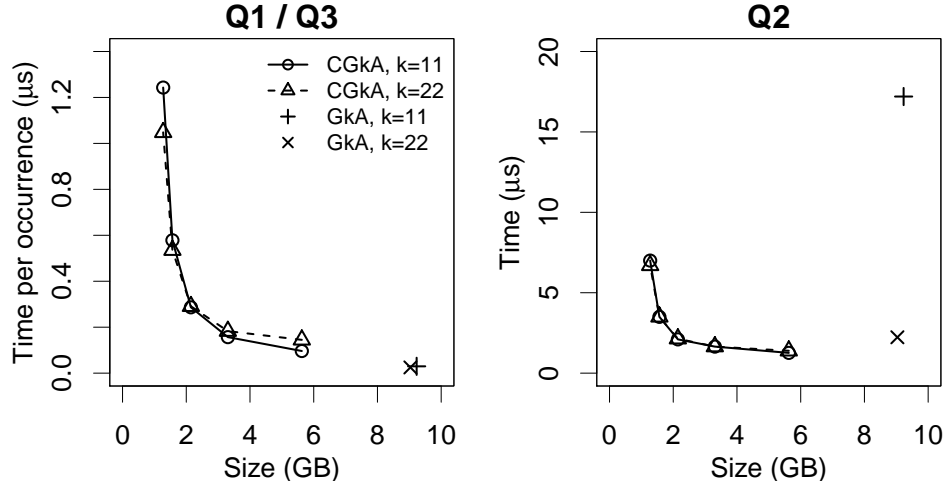 Q1 / Q3
Time per occurrence (μs)
1.2
0.8
0.4
0.0
CGkA, k=11
CGkA, k=22
GkA, k=11
GkA, k=22
0 2 4 6 8 10
Size (GB)
Q2
Time (μs)
20
15
10
5
0
0 2 4 6 8 10
Size (GB)